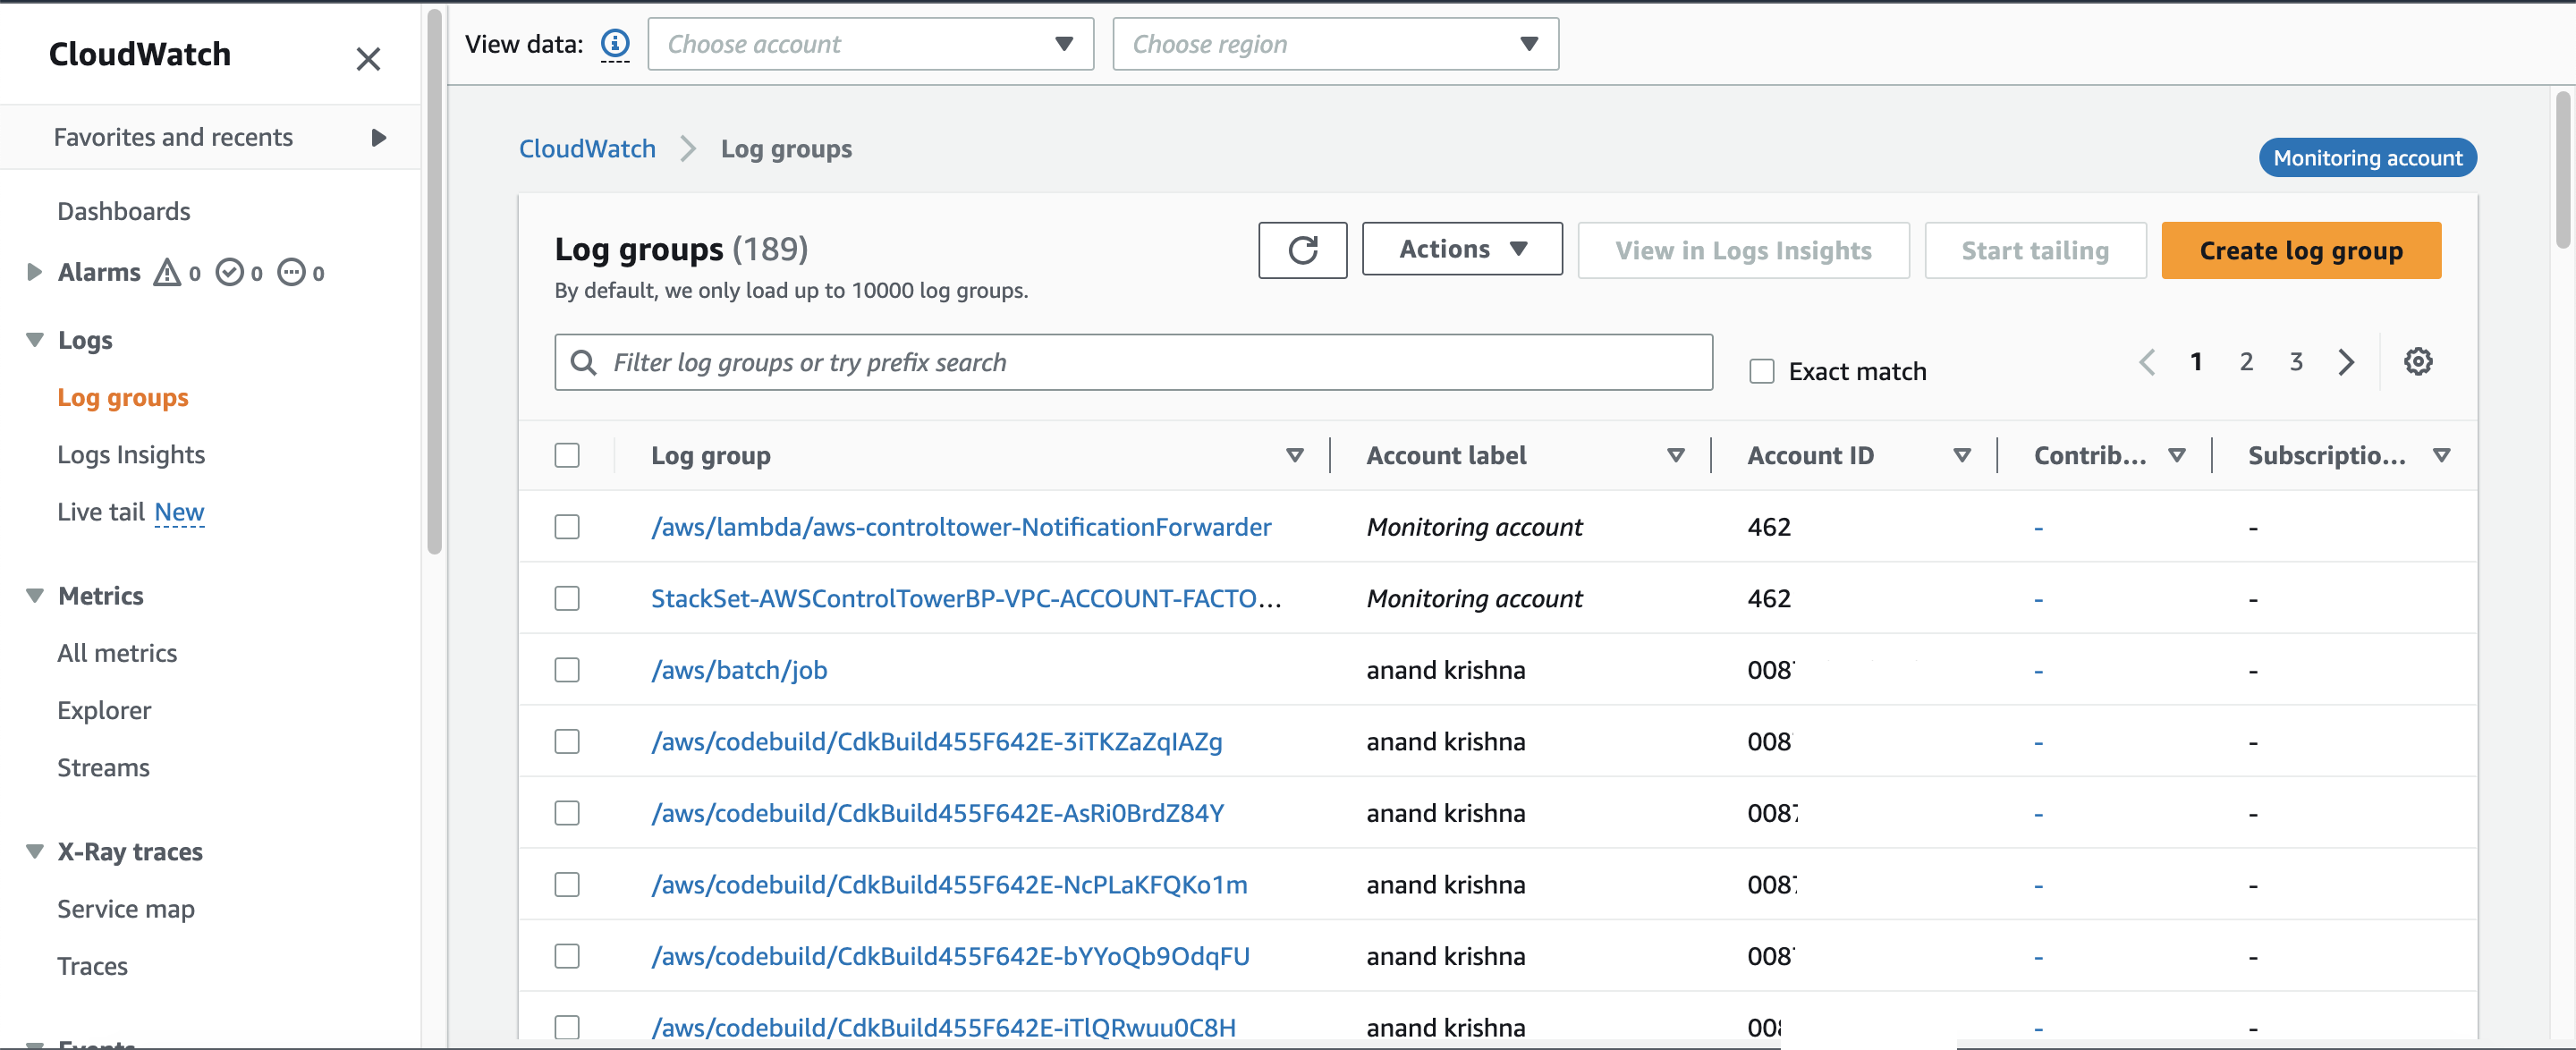 CloudWatch
Favorites and recents
Dashboards
Alarms 0 0 0
Logs
Log groups
Logs Insights
Live tail New
Metrics
All metrics
Explorer
Streams
X-Ray traces
Service map
Traces
Events
View data: Choose account Choose region
CloudWatch Log groups
Monitoring account
Log groups (189)
By default, we only load up to 10000 log groups.
Actions View in Logs Insights Start tailing Create log group
Filter log groups or try prefix search
Exact match
1 2 3
Log group Account label Account ID Contrib... Subscriptio...
/aws/lambda/aws-controltower-NotificationForwarder Monitoring account 462 - -
StackSet-AWSControlTowerBP-VPC-ACCOUNT-FACTO... Monitoring account 462 - -
/aws/batch/job anand krishna 008 - -
/aws/codebuild/CdkBuild455F642E-3iTKZaZqIAZg anand krishna 008 - -
/aws/codebuild/CdkBuild455F642E-AsRi0BrdZ84Y anand krishna 0087 - -
/aws/codebuild/CdkBuild455F642E-NcPLaKFQKo1m anand krishna 0087 - -
/aws/codebuild/CdkBuild455F642E-bYYoQb9OdqFU anand krishna 008 - -
/aws/codebuild/CdkBuild455F642E-iTlQRwuu0C8H anand krishna 008 - -